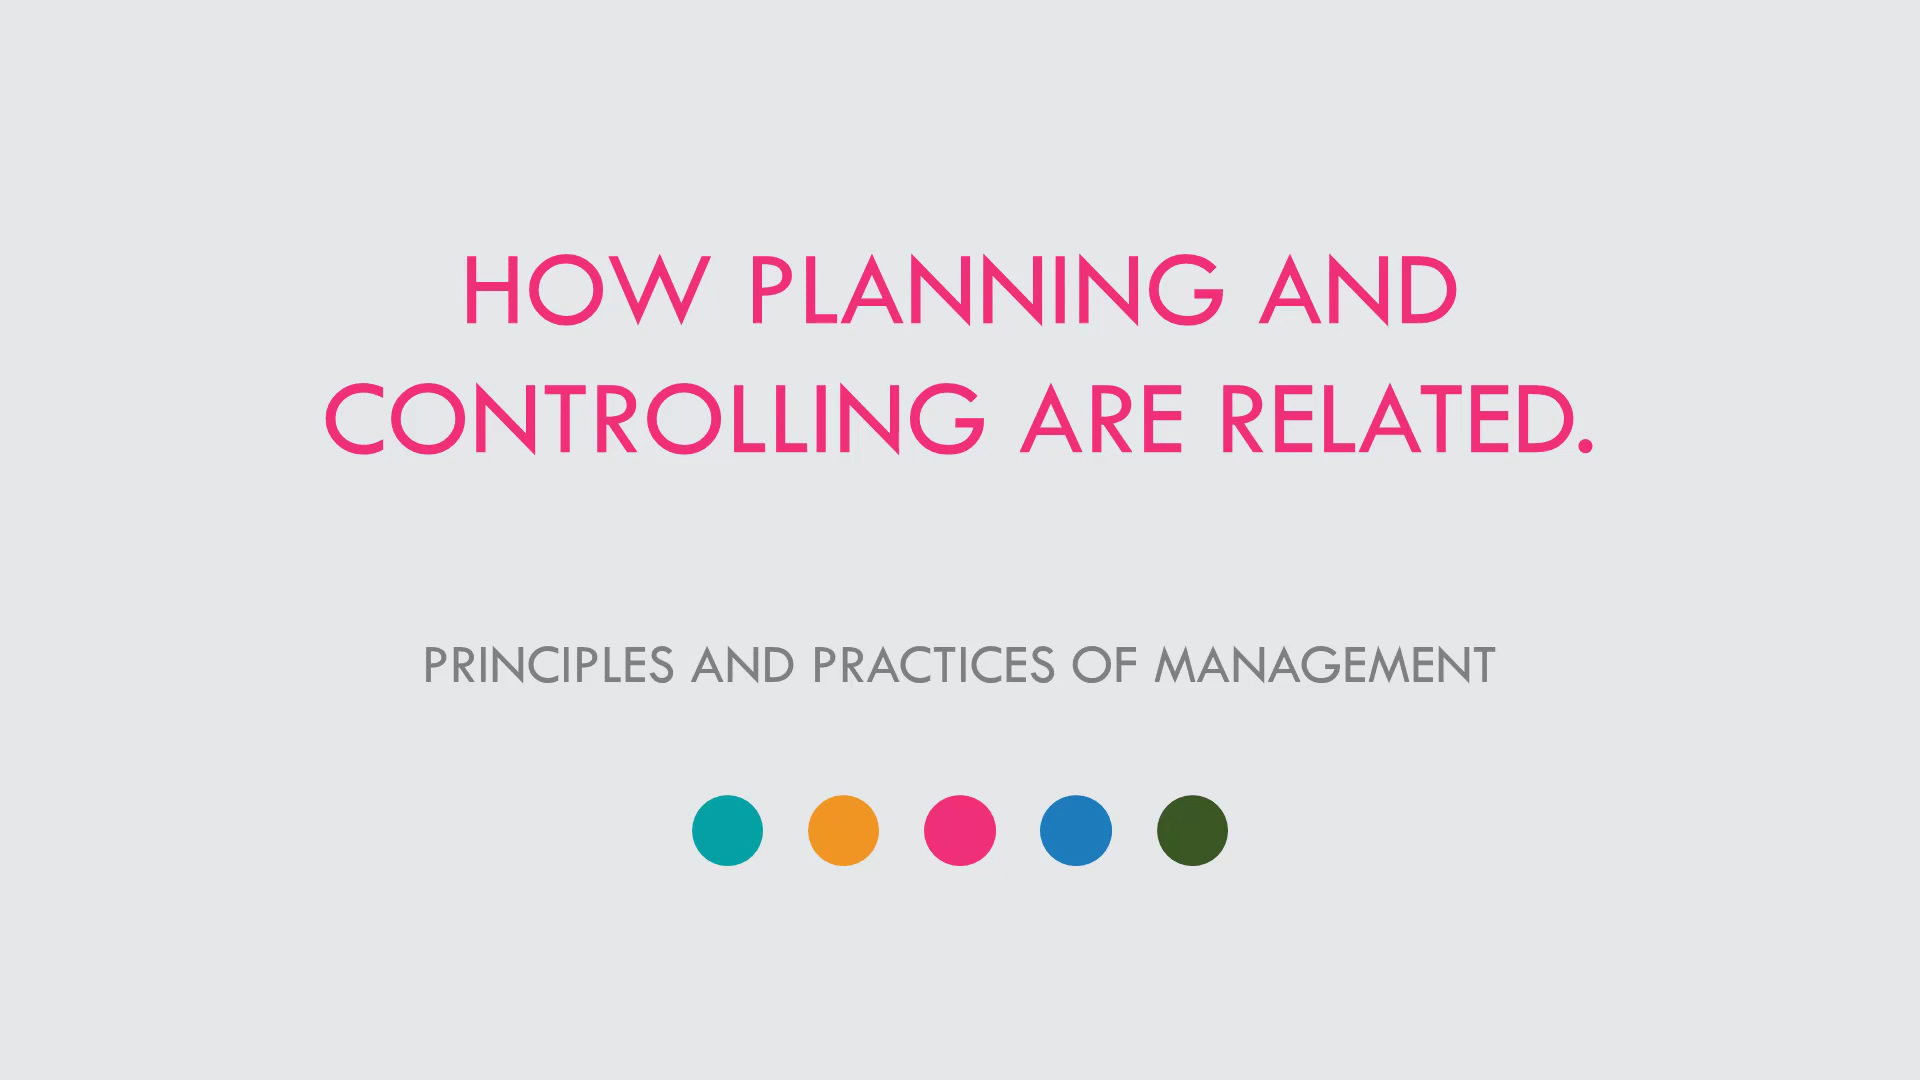 HOW PLANNING AND
CONTROLLING ARE RELATED.
PRINCIPLES AND PRACTICES OF MANAGEMENT